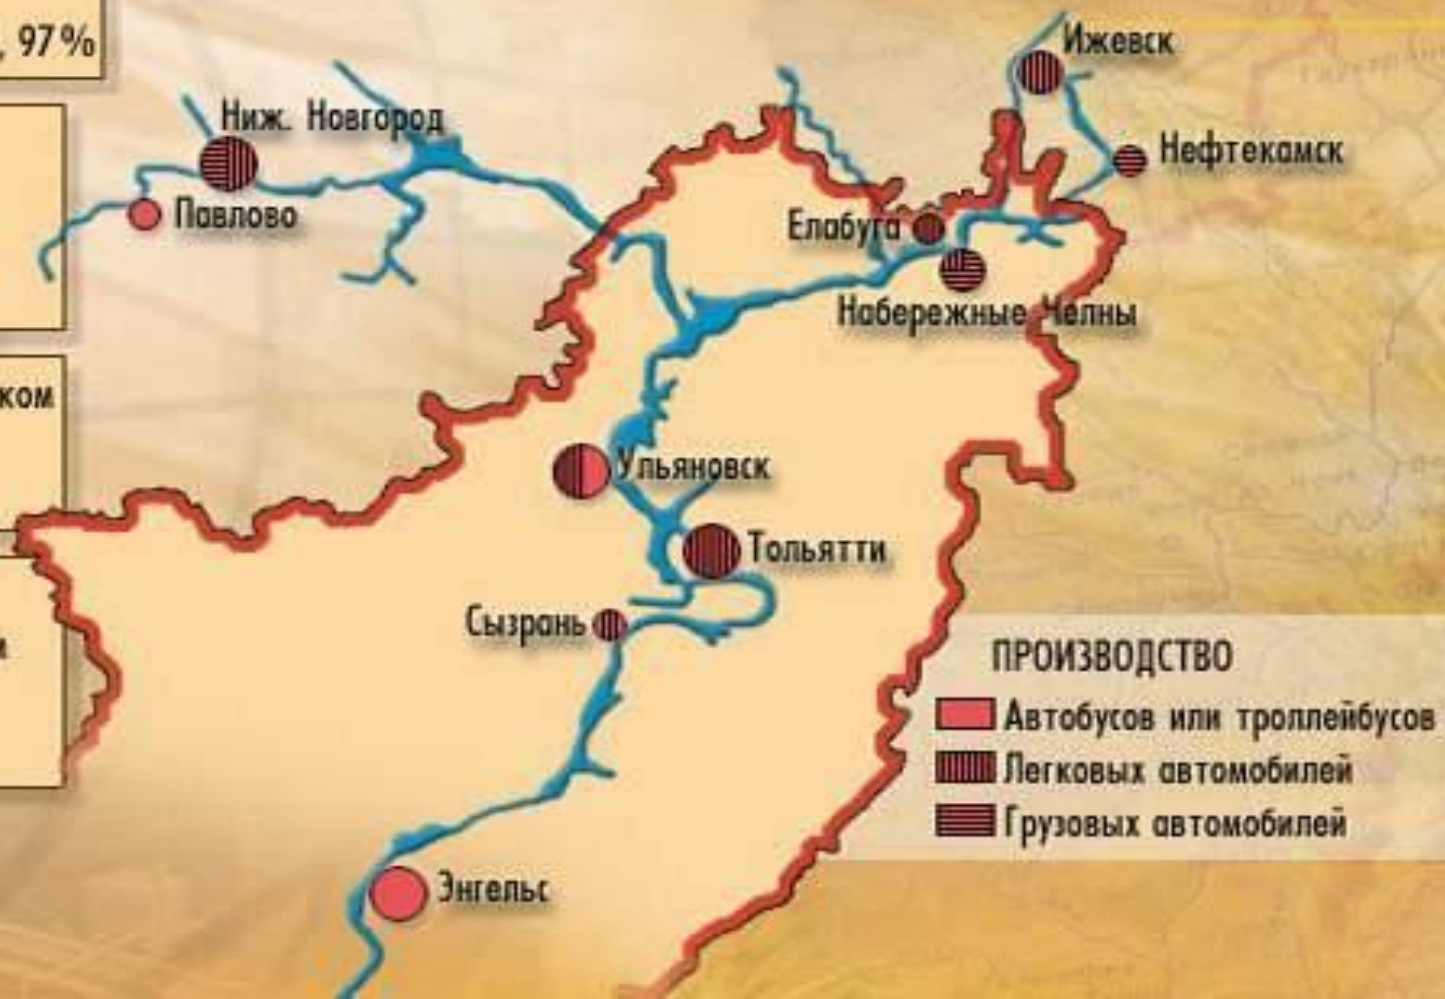 , 97%
Ижевск
Ниж. Новгород
Нефтекамск
Павлово
Елабуга
Набережные Челны
ком
Ульяновск
Тольятти
Сызрань
ПРОИЗВОДСТВО
Автобусов или троллейбусов
Легковых автомобилей
Грузовых автомобилей
Энгельс